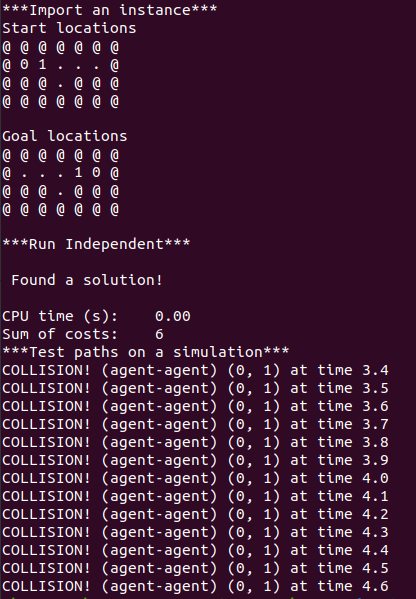 ***Import an instance***
Start locations
@ @ @ @ @ @ @
@ 0 1 . . . @
@ @ @ . @ @ @
@ @ @ @ @ @ @
Goal locations
@ @ @ @ @ @ @
@ . . . 1 0 @
@ @ @ . @ @ @
@ @ @ @ @ @ @
***Run Independent***
Found a solution!
CPU time (s): 0.00
Sum of costs: 6
***Test paths on a simulation***
COLLISION! (agent-agent) (0, 1) at time 3.4
COLLISION! (agent-agent) (0, 1) at time 3.5
COLLISION! (agent-agent) (0, 1) at time 3.6
COLLISION! (agent-agent) (0, 1) at time 3.7
COLLISION! (agent-agent) (0, 1) at time 3.8
COLLISION! (agent-agent) (0, 1) at time 3.9
COLLISION! (agent-agent) (0, 1) at time 4.0
COLLISION! (agent-agent) (0, 1) at time 4.1
COLLISION! (agent-agent) (0, 1) at time 4.2
COLLISION! (agent-agent) (0, 1) at time 4.3
COLLISION! (agent-agent) (0, 1) at time 4.4
COLLISION! (agent-agent) (0, 1) at time 4.5
COLLISION! (agent-agent) (0, 1) at time 4.6